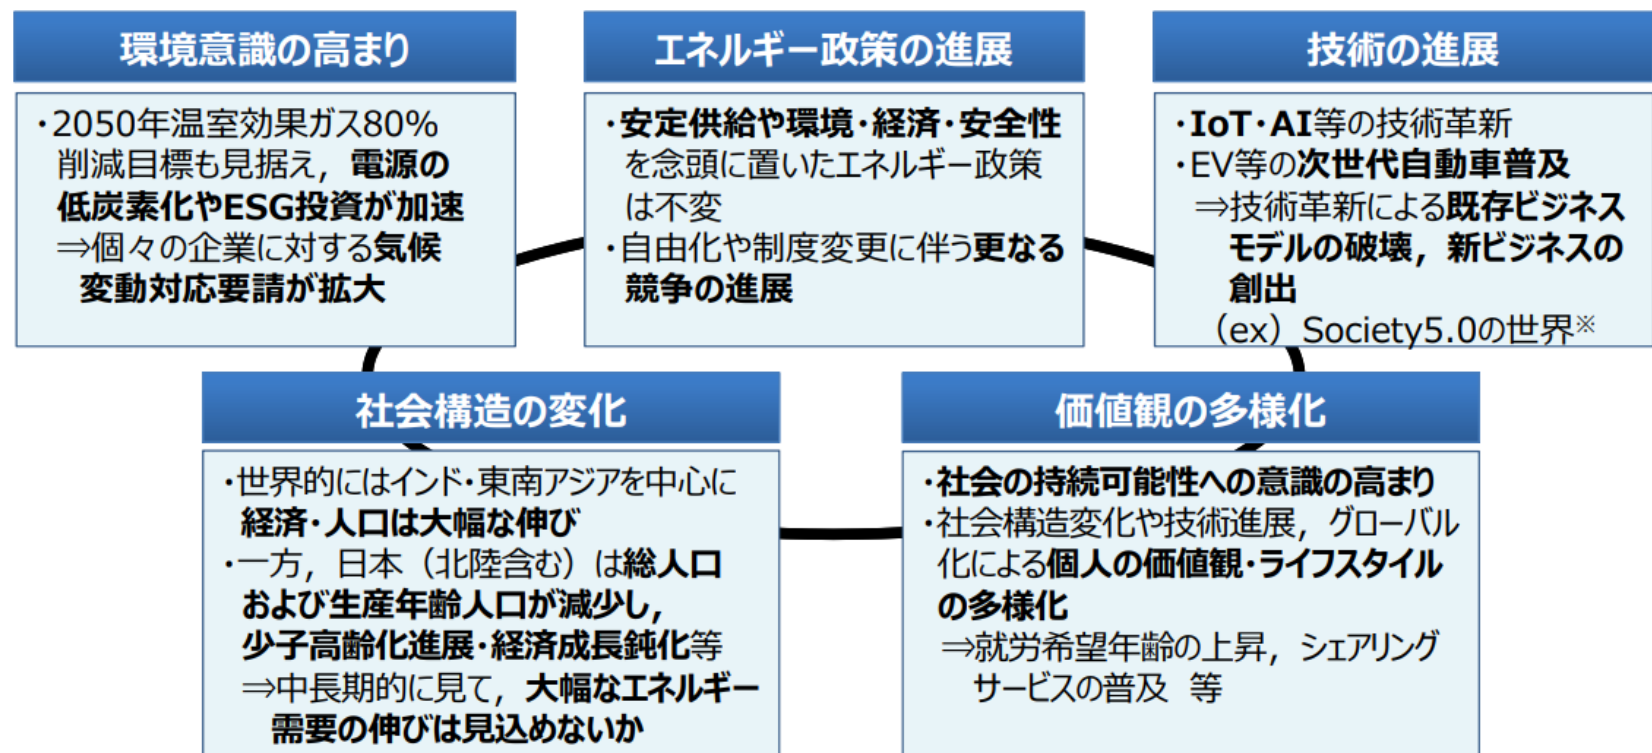 環境意識の高まり
・2050年温室効果ガス80%
削減目標も見据え，電源の
低炭素化やESG投資が加速
⇒個々の企業に対する気候
変動対応要請が拡大
エネルギー政策の進展
・安定供給や環境・経済・安全性
を念頭に置いたエネルギー政策
は不変
・自由化や制度変更に伴う更なる
競争の進展
技術の進展
・IoT・AI等の技術革新
・EV等の次世代自動車普及
⇒技術革新による既存ビジネス
モデルの破壊，新ビジネスの
創出
（ex）Society5.0の世界※
社会構造の変化
・世界的にはインド・東南アジアを中心に
経済・人口は大幅な伸び
・一方，日本（北陸含む）は総人口
および生産年齢人口が減少し，
少子高齢化進展・経済成長鈍化等
⇒中長期的に見て，大幅なエネルギー
需要の伸びは見込めないか
価値観の多様化
・社会の持続可能性への意識の高まり
・社会構造変化や技術進展，グローバル
化による個人の価値観・ライフスタイル
の多様化
⇒就労希望年齢の上昇，シェアリング
サービスの普及 等